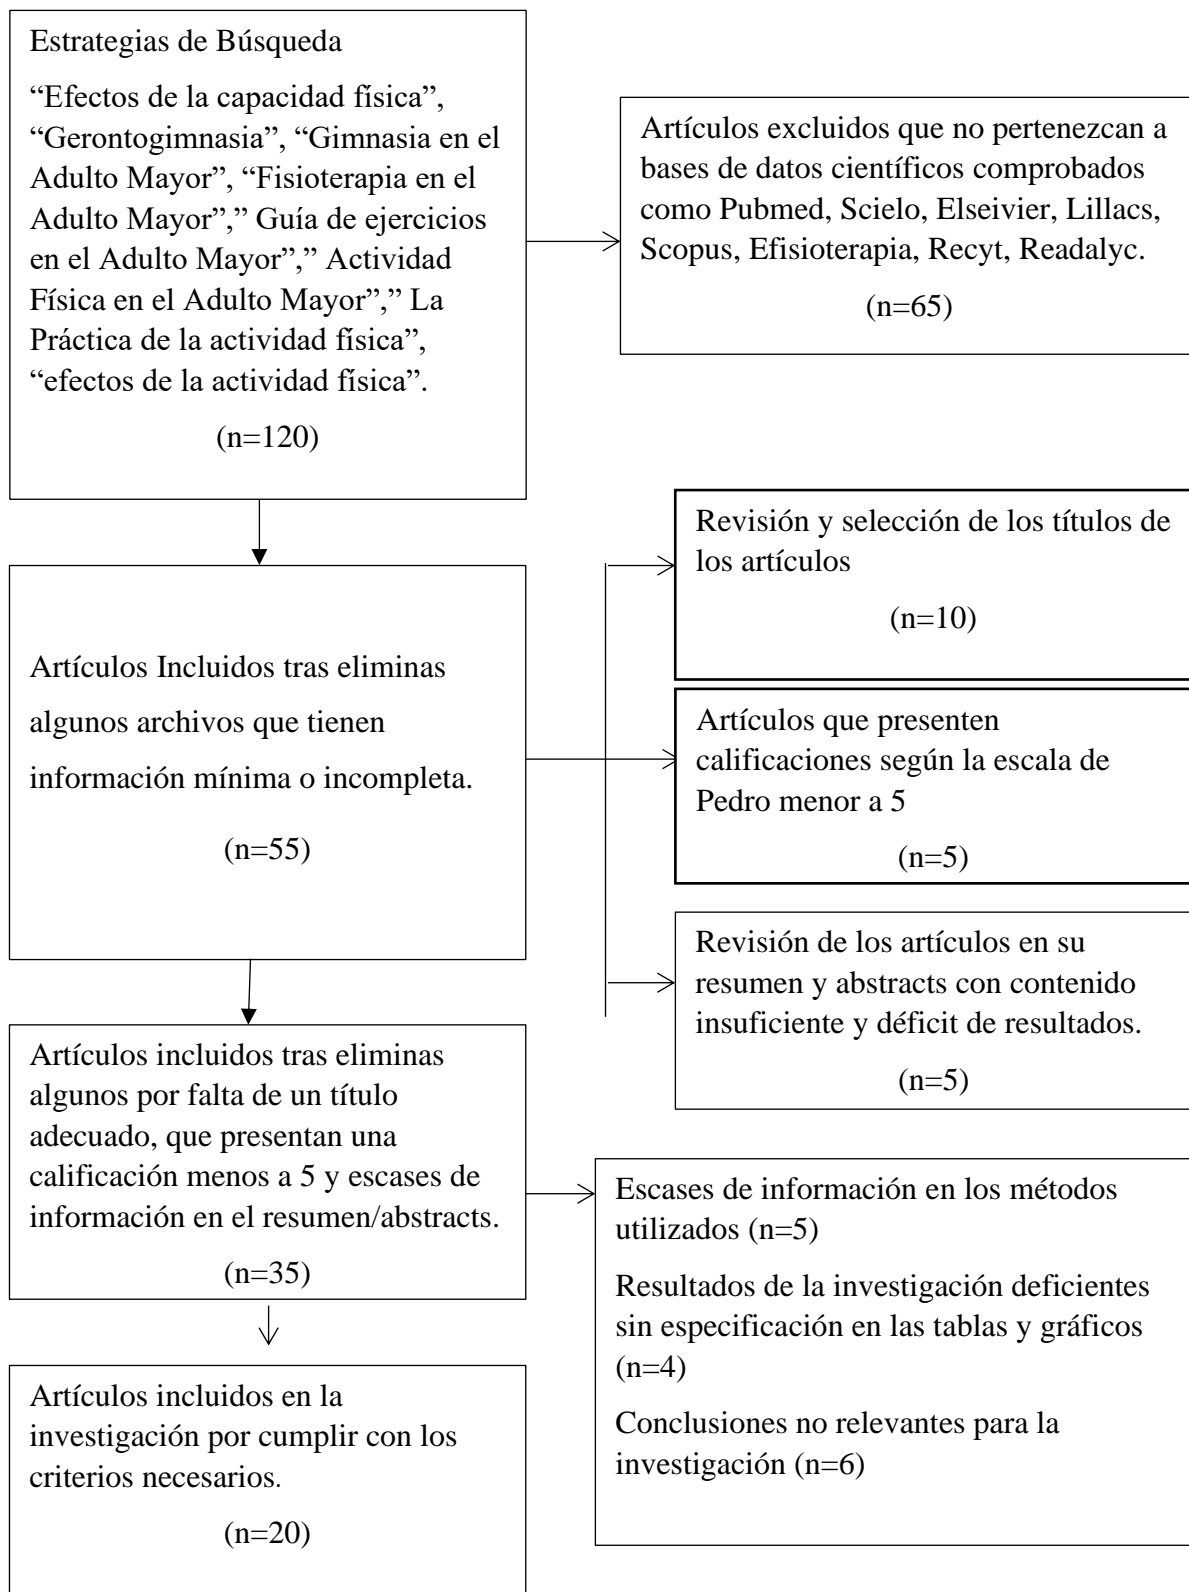 Estrategias de Búsqueda
“Efectos de la capacidad física”,
“Gerontogimnasia”, “Gimnasia en el
Adulto Mayor”, “Fisioterapia en el
Adulto Mayor”,” Guía de ejercicios
en el Adulto Mayor”,” Actividad
Física en el Adulto Mayor”,” La
Práctica de la actividad física”,
“efectos de la actividad física”.
(n=120)
Artículos excluidos que no pertenezcan a
bases de datos científicos comprobados
como Pubmed, Scielo, Elseivier, Lillacs,
Scopus, Efisioterapia, Recyt, Readalyc.
(n=65)
Artículos Incluidos tras eliminas
algunos archivos que tienen
información mínima o incompleta.
(n=55)
Revisión y selección de los títulos de
los artículos
(n=10)
Artículos que presenten
calificaciones según la escala de
Pedro menor a 5
(n=5)
Revisión de los artículos en su
resumen y abstracts con contenido
insuficiente y déficit de resultados.
(n=5)
Artículos incluidos tras eliminas
algunos por falta de un título
adecuado, que presentan una
calificación menos a 5 y escases de
información en el resumen/abstracts.
(n=35)
Escases de información en los métodos
utilizados (n=5)
Resultados de la investigación deficientes
sin especificación en las tablas y gráficos
(n=4)
Conclusiones no relevantes para la
investigación (n=6)
Artículos incluidos en la
investigación por cumplir con los
criterios necesarios.
(n=20)